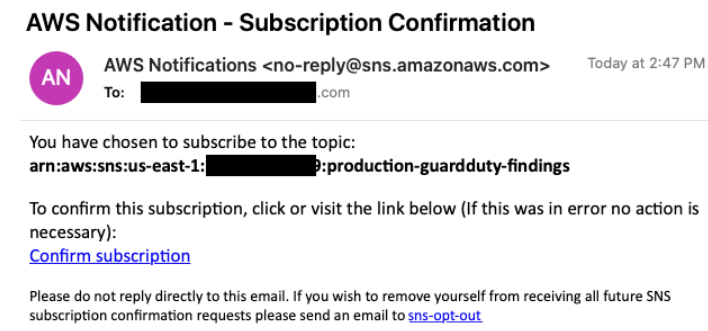 AWS Notification - Subscription Confirmation
AN
AWS Notifications <no-reply@sns.amazonaws.com>
Today at 2:47 PM
To: .com
You have chosen to subscribe to the topic:
arn:aws:sns:us-east-1: :production-guardduty-findings
To confirm this subscription, click or visit the link below (If this was in error no action is
necessary):
Confirm subscription
Please do not reply directly to this email. If you wish to remove yourself from receiving all future SNS
subscription confirmation requests please send an email to sns-opt-out